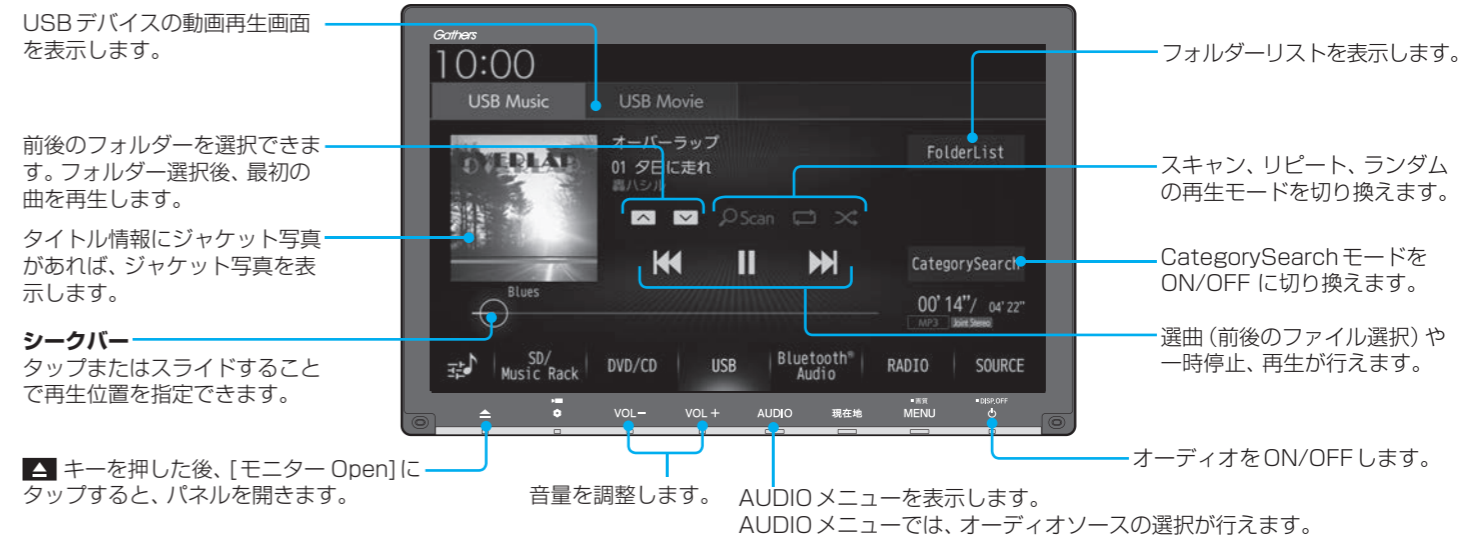 USBデバイスの動画再生画面
を表示します。
前後のフォルダーを選択できま
す。フォルダー選択後、最初の
曲を再生します。
タイトル情報にジャケット写真
があれば、ジャケット写真を表
示します。
シークバー
タップまたはスライドすること
で再生位置を指定できます。
キーを押した後、[モニター Open]に
タップすると、パネルを開きます。
Gathers
10:00
USB Music
USB Movie
OVERLAP
オーバーラップ
01 夕日に走れ
轟ハシル
Scan
FolderList
CategorySearch
Blues
00'14"/ 04'22"
MP3 Joint Stereo
SD/
Music Rack
DVD/CD
USB
Bluetooth®
Audio
RADIO
SOURCE
VOL−
VOL+
AUDIO
現在地
■画質
MENU
■DISP.OFF
音量を調整します。
AUDIOメニューを表示します。
AUDIOメニューでは、オーディオソースの選択が行えます。
フォルダーリストを表示します。
スキャン、リピート、ランダム
の再生モードを切り換えます。
CategorySearchモードを
ON/OFF に切り換えます。
選曲(前後のファイル選択)や
一時停止、再生が行えます。
オーディオをON/OFFします。